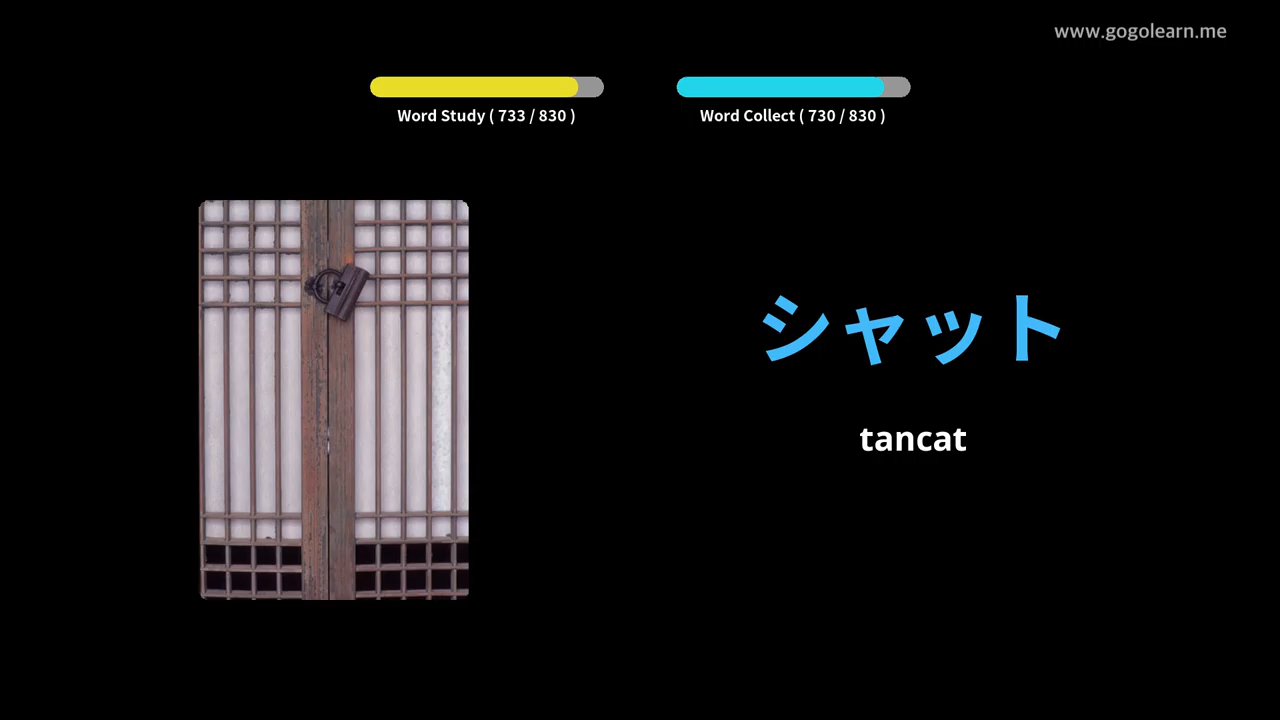 www.gogolearn.me
Word Study ( 733 / 830 )
Word Collect ( 730 / 830 )
シャット
tancat